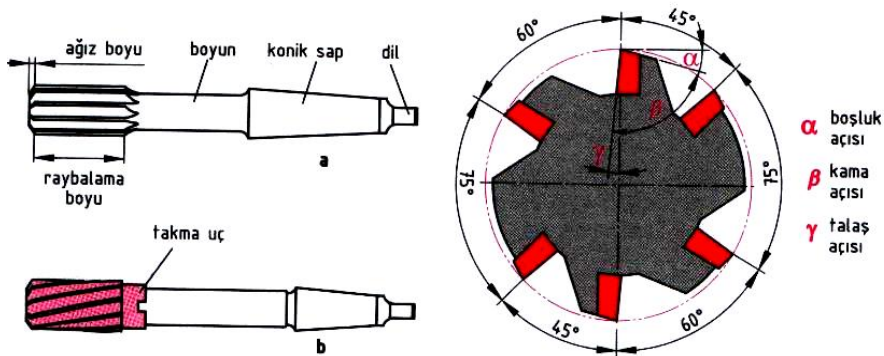 ağız boyu
boyun
konik sap
dil
raybalama
boyu
a
takma uç
b
60°
45°
75°
75°
45°
60°
α
β
γ
α boşluk
açısı
β kama
açısı
γ talaş
açısı